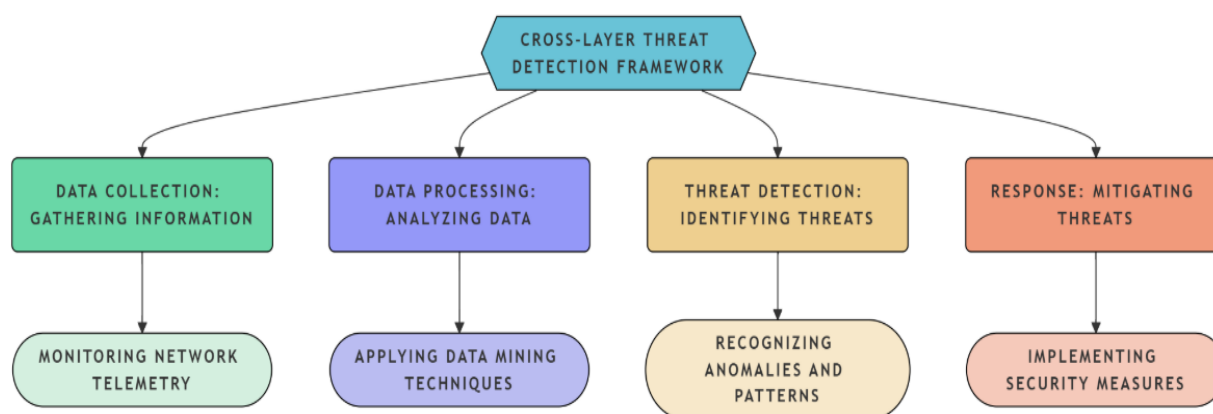 CROSS-LAYER THREAT
DETECTION FRAMEWORK
DATA COLLECTION:
GATHERING INFORMATION
DATA PROCESSING:
ANALYZING DATA
THREAT DETECTION:
IDENTIFYING THREATS
RESPONSE: MITIGATING
THREATS
MONITORING NETWORK
TELEMETRY
APPLYING DATA MINING
TECHNIQUES
RECOGNIZING
ANOMALIES AND
PATTERNS
IMPLEMENTING
SECURITY MEASURES